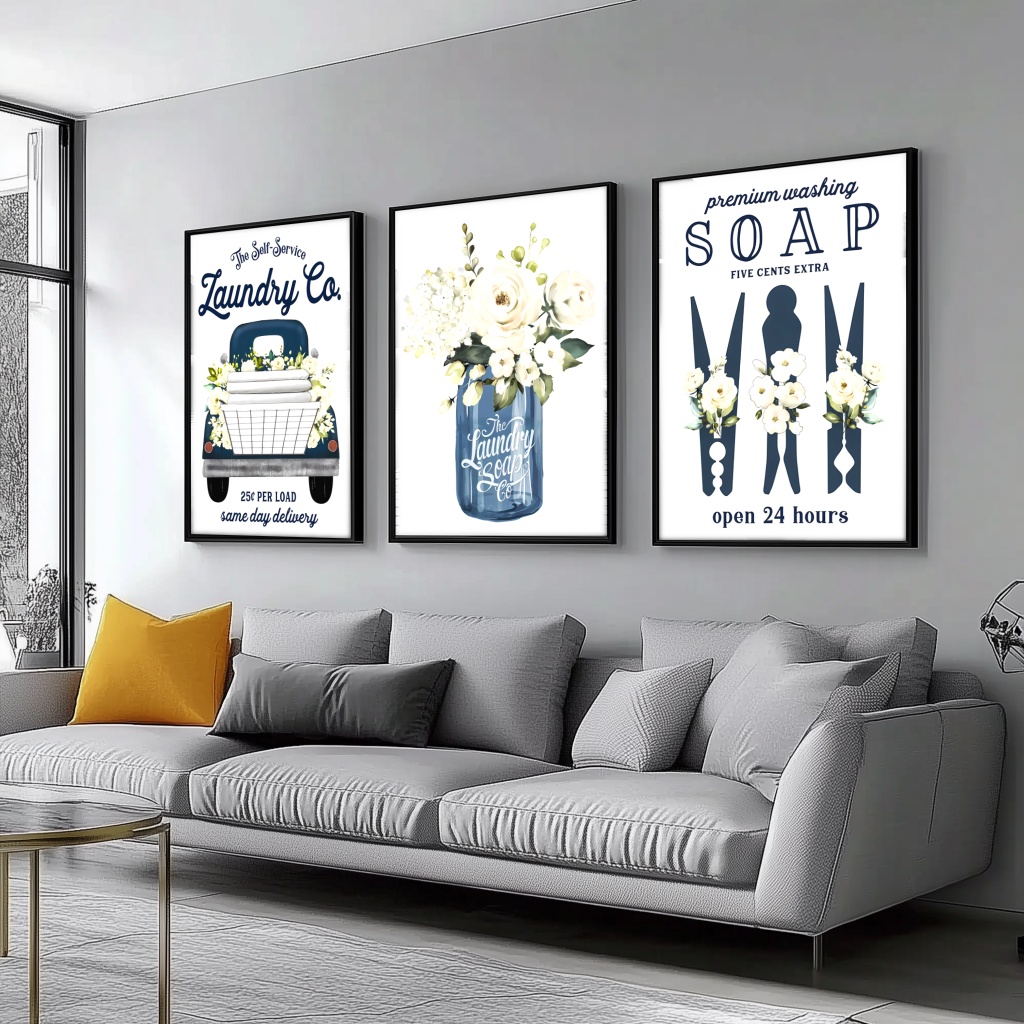 The Self-Service
Laundry Co.
25¢ PER LOAD
same day delivery
The
Laundry
Soap
Co
premium washing
SOAP
FIVE CENTS EXTRA
open 24 hours